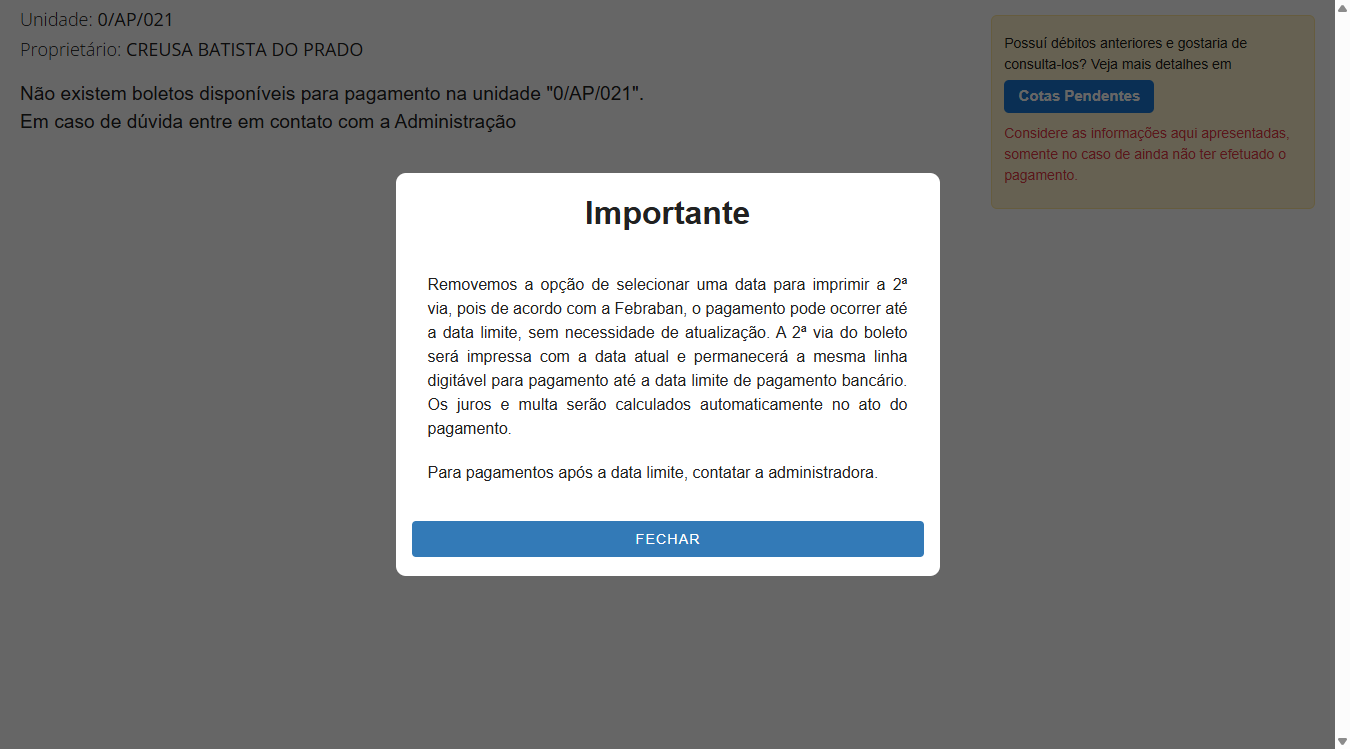 Unidade: 0/AP/021
Proprietário: CREUSA BATISTA DO PRADO
Não existem boletos disponíveis para pagamento na unidade "0/AP/021".
Em caso de dúvida entre em contato com a Administração
Possuí débitos anteriores e gostaria de
consulta-los? Veja mais detalhes em
Cotas Pendentes
Considere as informações aqui apresentadas,
somente no caso de ainda não ter efetuado o
pagamento.
Importante
Removemos a opção de selecionar uma data para imprimir a 2ª
via, pois de acordo com a Febraban, o pagamento pode ocorrer até
a data limite, sem necessidade de atualização. A 2ª via do boleto
será impressa com a data atual e permanecerá a mesma linha
digitável para pagamento até a data limite de pagamento bancário.
Os juros e multa serão calculados automaticamente no ato do
pagamento.
Para pagamentos após a data limite, contatar a administradora.
FECHAR